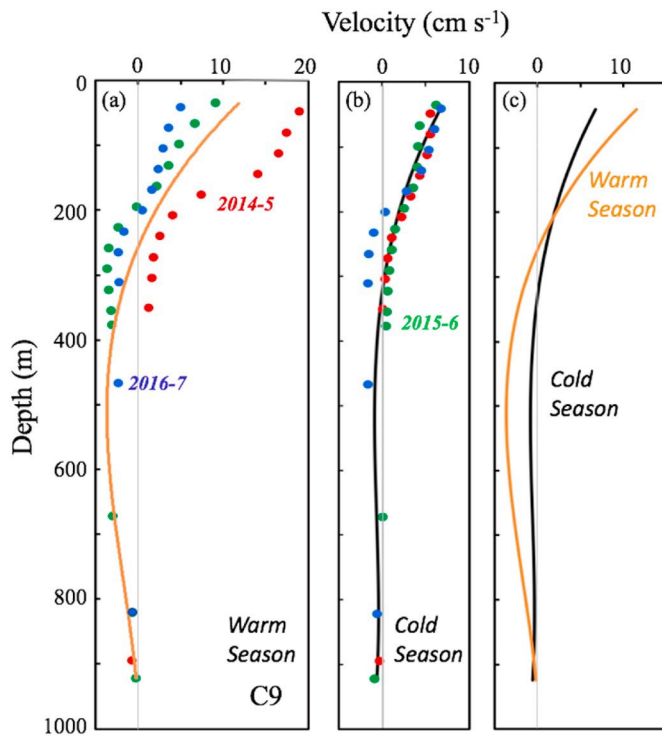 Velocity (cm s⁻¹)
0 10 20
0 10
0 10
0
200
400
600
800
1000
Depth (m)
(a)
2014-5
2016-7
Warm
Season
C9
(b)
2015-6
Cold
Season
(c)
Warm
Season
Cold
Season